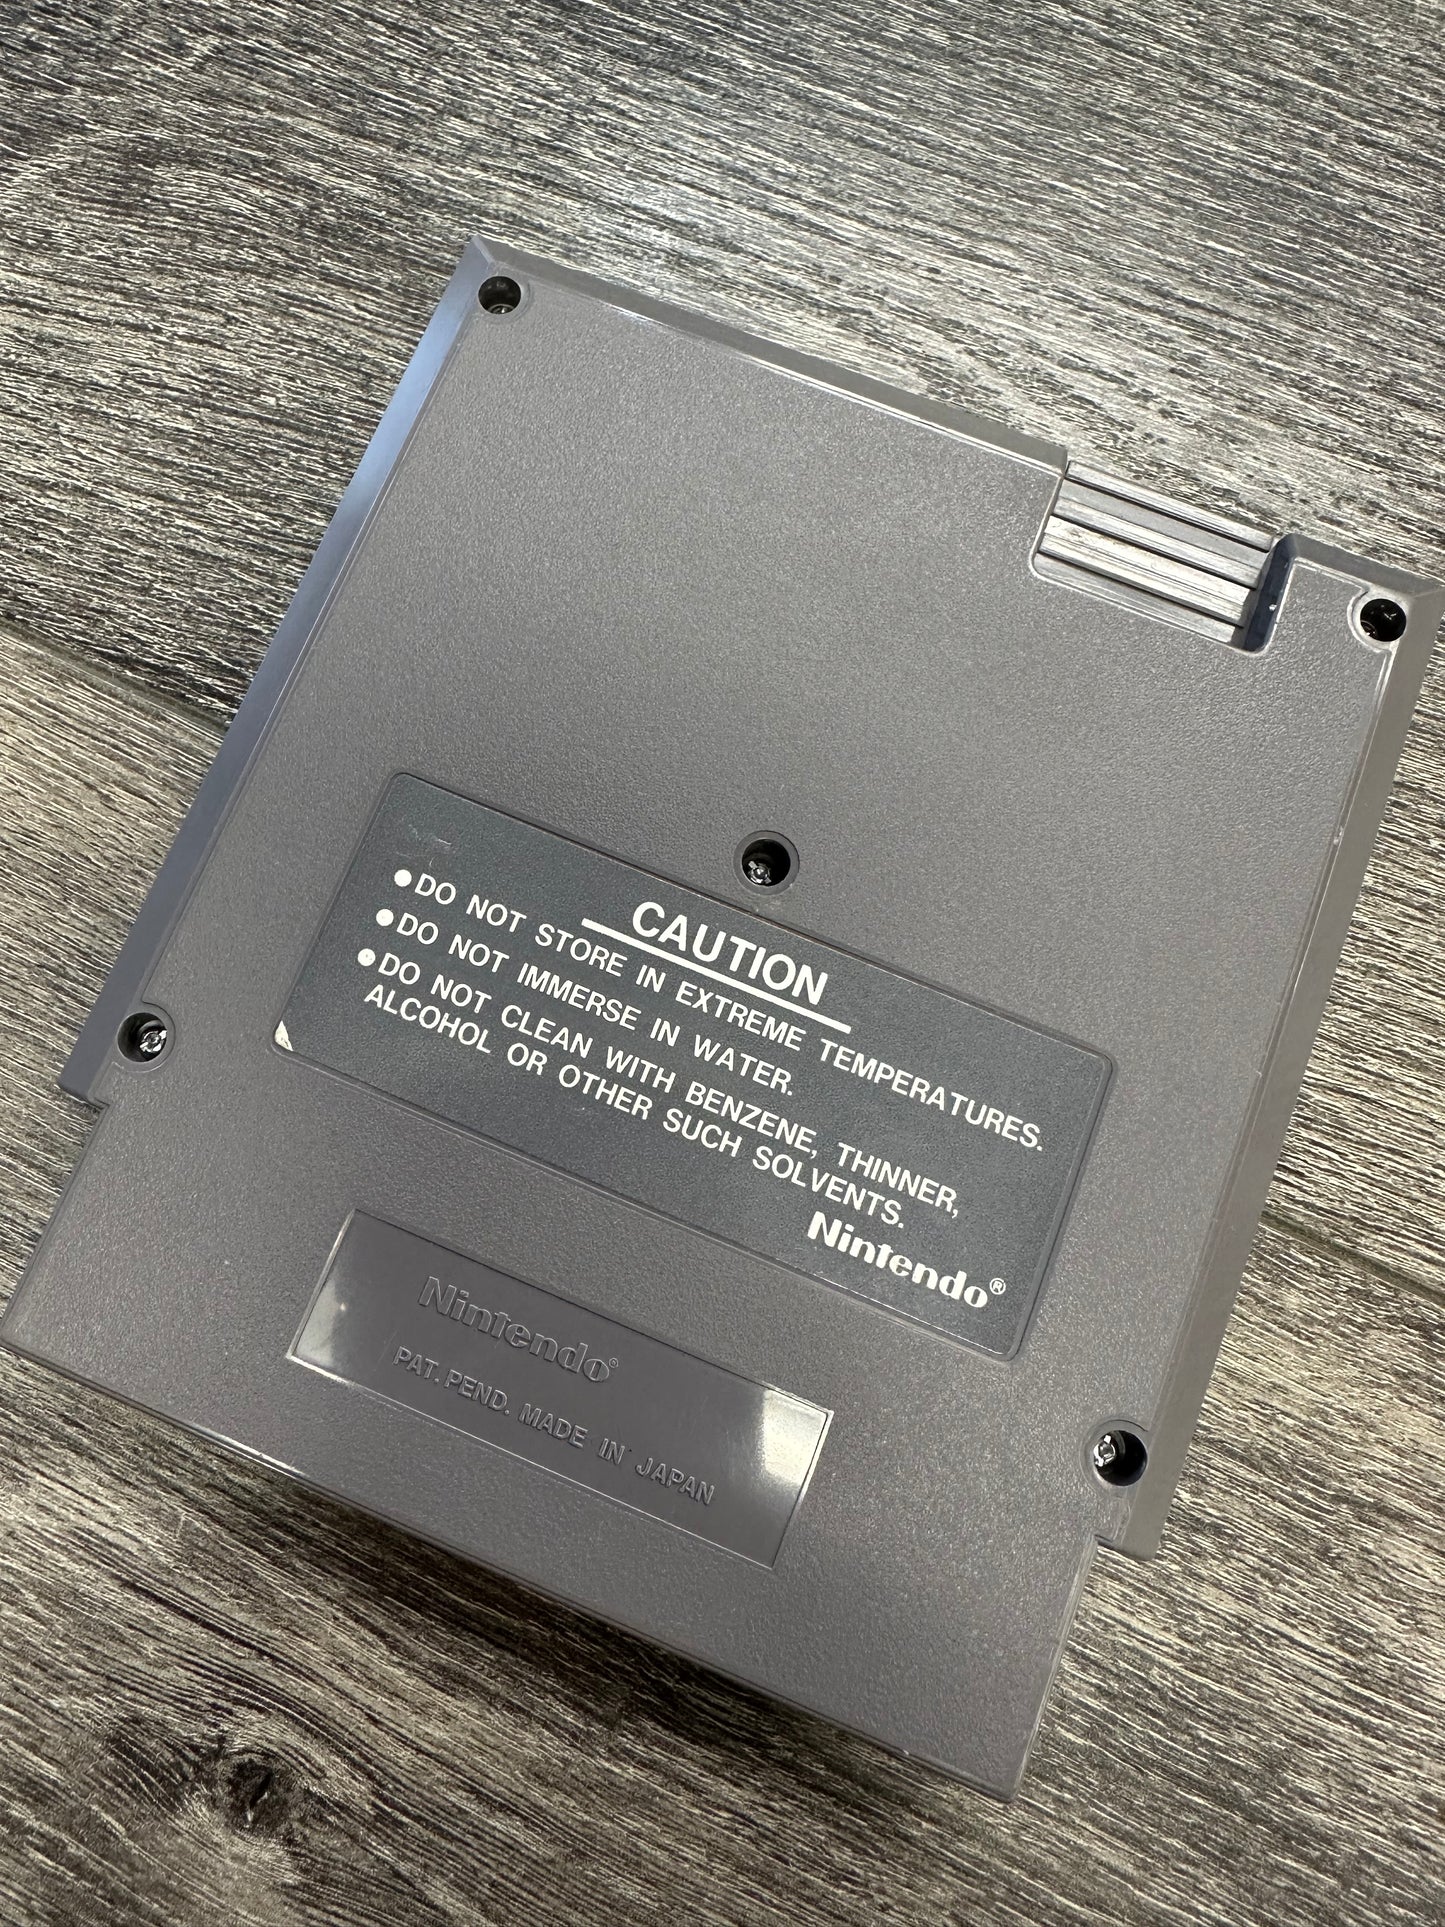 CAUTION
●DO NOT STORE IN EXTREME TEMPERATURES.
●DO NOT IMMERSE IN WATER.
●DO NOT CLEAN WITH BENZENE, THINNER,
ALCOHOL OR OTHER SUCH SOLVENTS.
Nintendo®
Nintendo®
PAT. PEND. MADE IN JAPAN